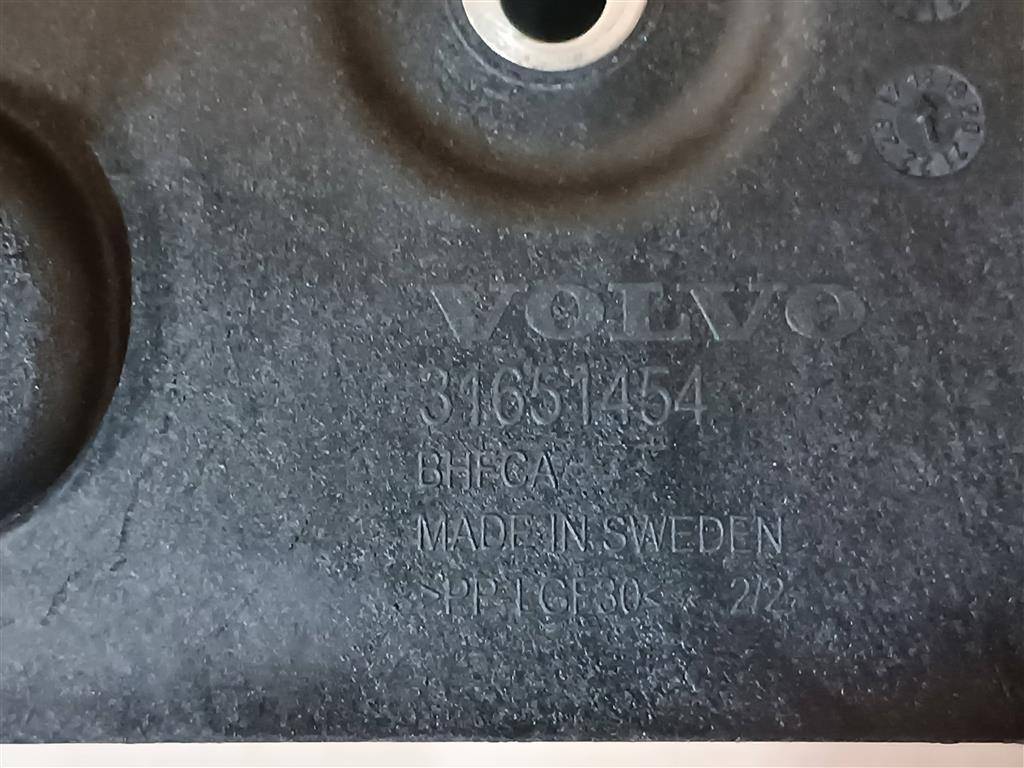 VOLVO
31651454
BHFCA
MADE IN SWEDEN
>PP-LGF30< 2/2